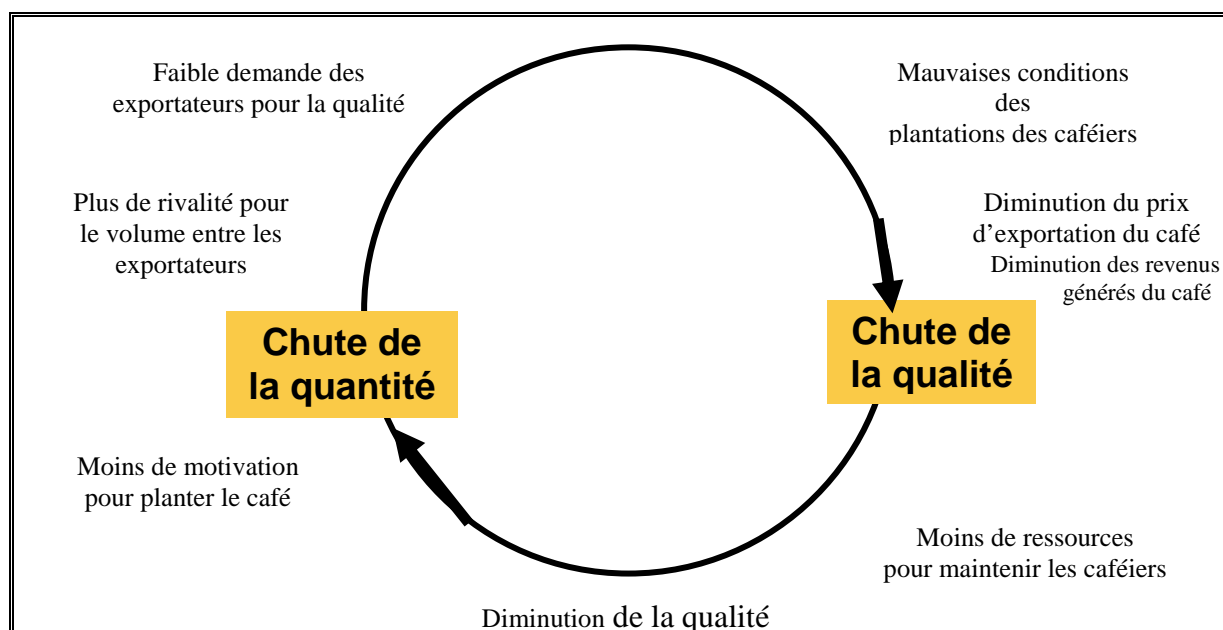 Faible demande des
exportateurs pour la qualité
Mauvaises conditions
des
plantations des caféiers
Plus de rivalité pour
le volume entre les
exportateurs
Diminution du prix
d’exportation du café
Diminution des revenus
générés du café
Chute de
la quantité
Chute de
la qualité
Moins de motivation
pour planter le café
Moins de ressources
pour maintenir les caféiers
Diminution de la qualité